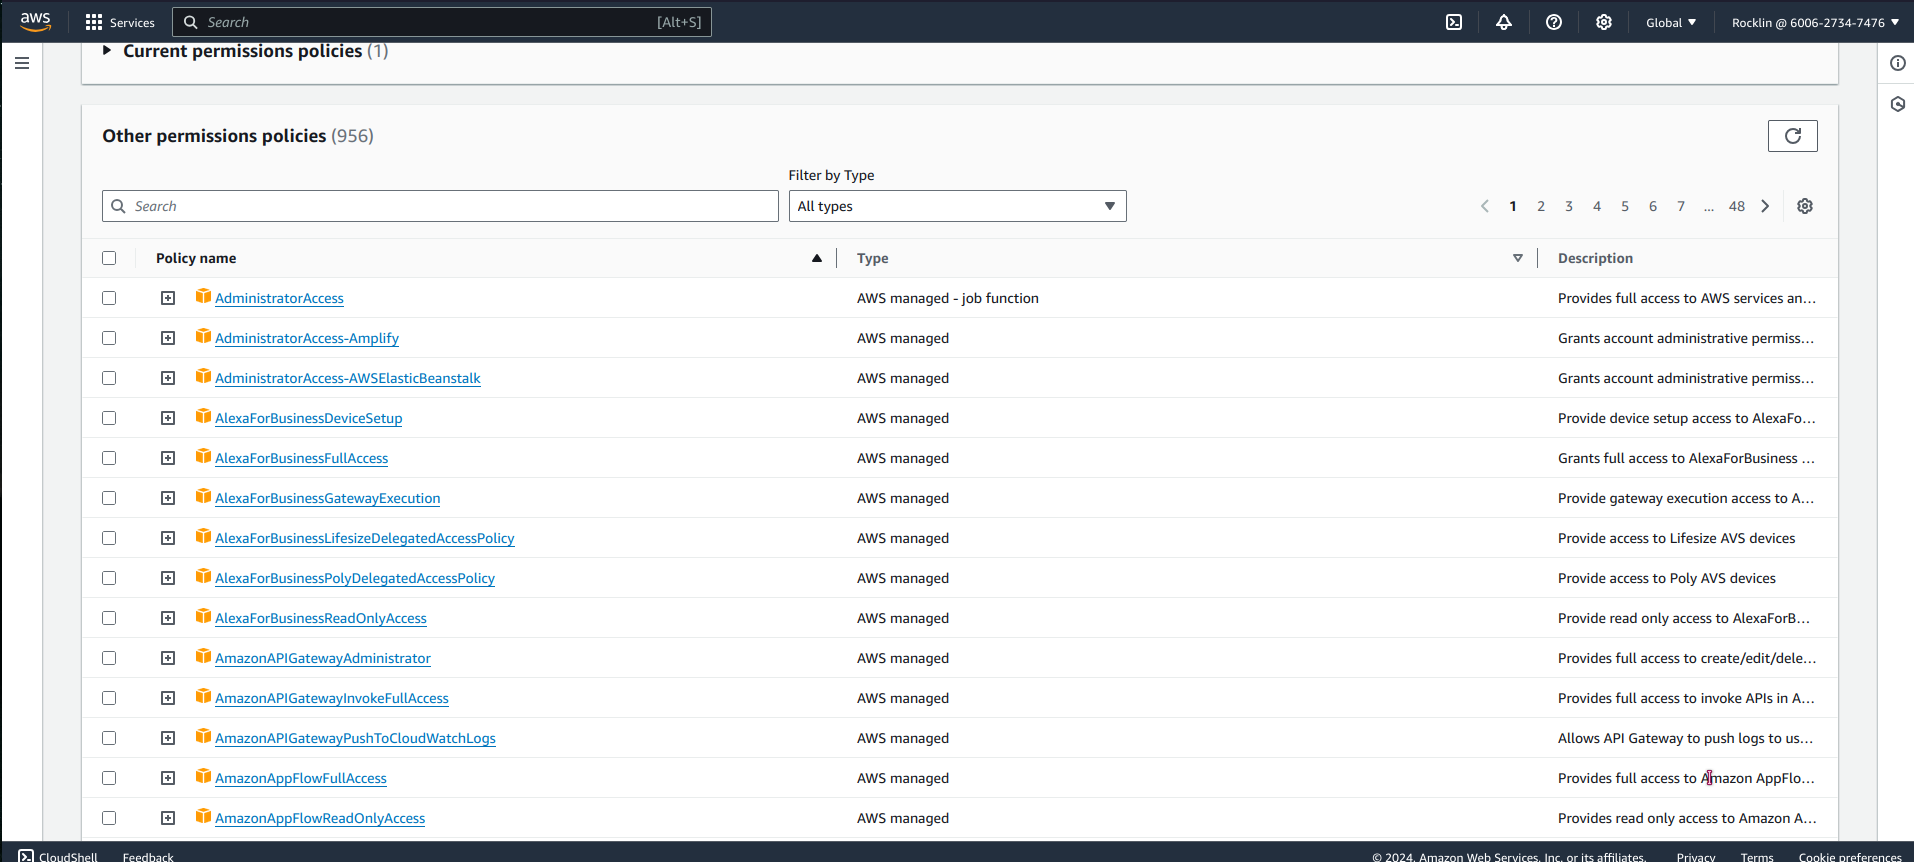 aws Services Search [Alt+S] Global Rocklin @ 6006-2734-7476
Current permissions policies (1)
Other permissions policies (956)
Filter by Type
Search All types 1 2 3 4 5 6 7 ... 48
Policy name Type Description
AdministratorAccess AWS managed - job function Provides full access to AWS services an...
AdministratorAccess-Amplify AWS managed Grants account administrative permiss...
AdministratorAccess-AWSElasticBeanstalk AWS managed Grants account administrative permiss...
AlexaForBusinessDeviceSetup AWS managed Provide device setup access to AlexaFo...
AlexaForBusinessFullAccess AWS managed Grants full access to AlexaForBusiness ...
AlexaForBusinessGatewayExecution AWS managed Provide gateway execution access to A...
AlexaForBusinessLifesizeDelegatedAccessPolicy AWS managed Provide access to Lifesize AVS devices
AlexaForBusinessPolyDelegatedAccessPolicy AWS managed Provide access to Poly AVS devices
AlexaForBusinessReadOnlyAccess AWS managed Provide read only access to AlexaForB...
AmazonAPIGatewayAdministrator AWS managed Provides full access to create/edit/dele...
AmazonAPIGatewayInvokeFullAccess AWS managed Provides full access to invoke APIs in A...
AmazonAPIGatewayPushToCloudWatchLogs AWS managed Allows API Gateway to push logs to us...
AmazonAppFlowFullAccess AWS managed Provides full access to Amazon AppFlo...
AmazonAppFlowReadOnlyAccess AWS managed Provides read only access to Amazon A...
CloudShell Feedback © 2024, Amazon Web Services, Inc. or its affiliates. Privacy Terms Cookie preferences